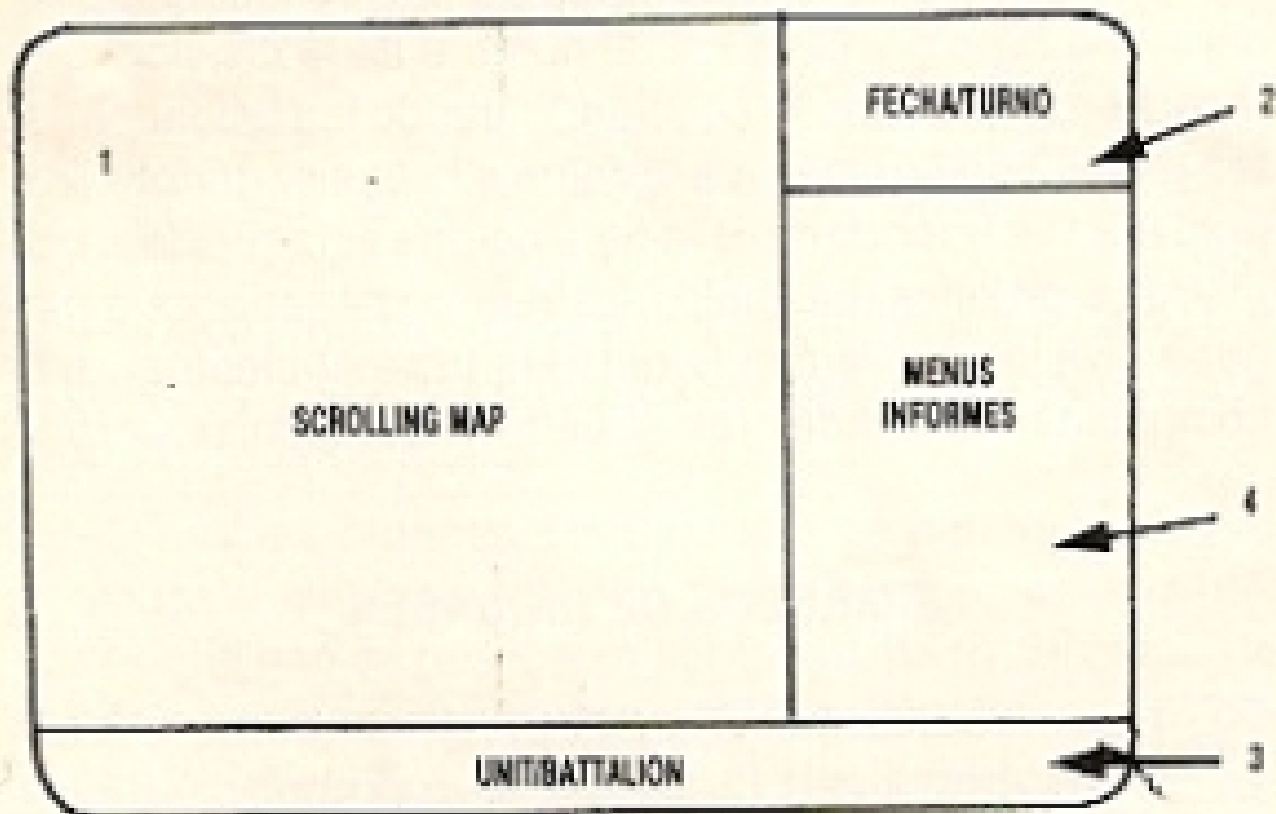 1
FECHA/TURNO
2
SCROLLING MAP
MENUS
INFORMES
4
UNIT/BATTALION
3